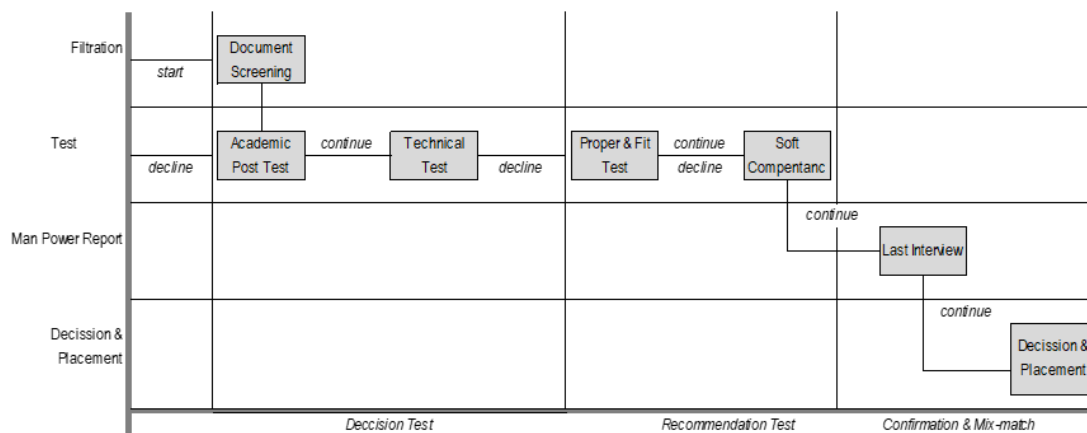 Filtration
Document
Screening
start
Test
Academic
Post Test
continue
Technical
Test
Proper & Fit
Test
continue
decline
Soft
Compentanc
decline
decline
continue
Man Power Report
Last Interview
continue
Decission &
Placement
Decission &
Placement
Deccision Test
Recommendation Test
Confirmation & Mix-match